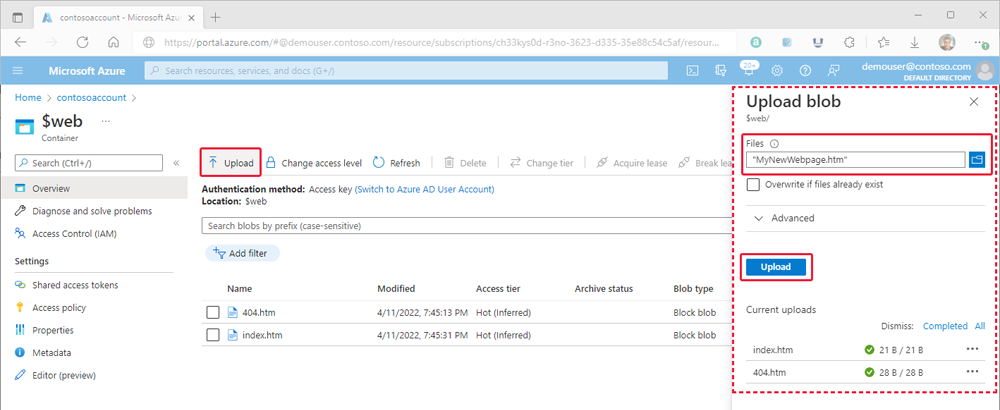 contosoaccount - Microsoft Azu
https://portal.azure.com/#@demouser.contoso.com/resource/subscriptions/ch33kys0d-r3no-3623-d335-35e88c54c5af/resour...
Microsoft Azure
Search resources, services, and docs (G+/)
20+
demouser@contoso.com
DEFAULT DIRECTORY
Home > contosoaccount >
$web ...
Container
Search (Ctrl+/)
Overview
Diagnose and solve problems
Access Control (IAM)
Settings
Shared access tokens
Access policy
Properties
Metadata
Editor (preview)
Upload Change access level Refresh Delete Change tier Acquire lease Break lea
Authentication method: Access key (Switch to Azure AD User Account)
Location: $web
Search blobs by prefix (case-sensitive)
Add filter
Name Modified Access tier Archive status Blob type
404.htm 4/11/2022, 7:45:13 PM Hot (Inferred) Block blob
index.htm 4/11/2022, 7:45:31 PM Hot (Inferred) Block blob
Upload blob
$web/
Files
"MyNewWebpage.htm"
Overwrite if files already exist
Advanced
Upload
Current uploads
Dismiss: Completed All
index.htm 21 B / 21 B
404.htm 28 B / 28 B